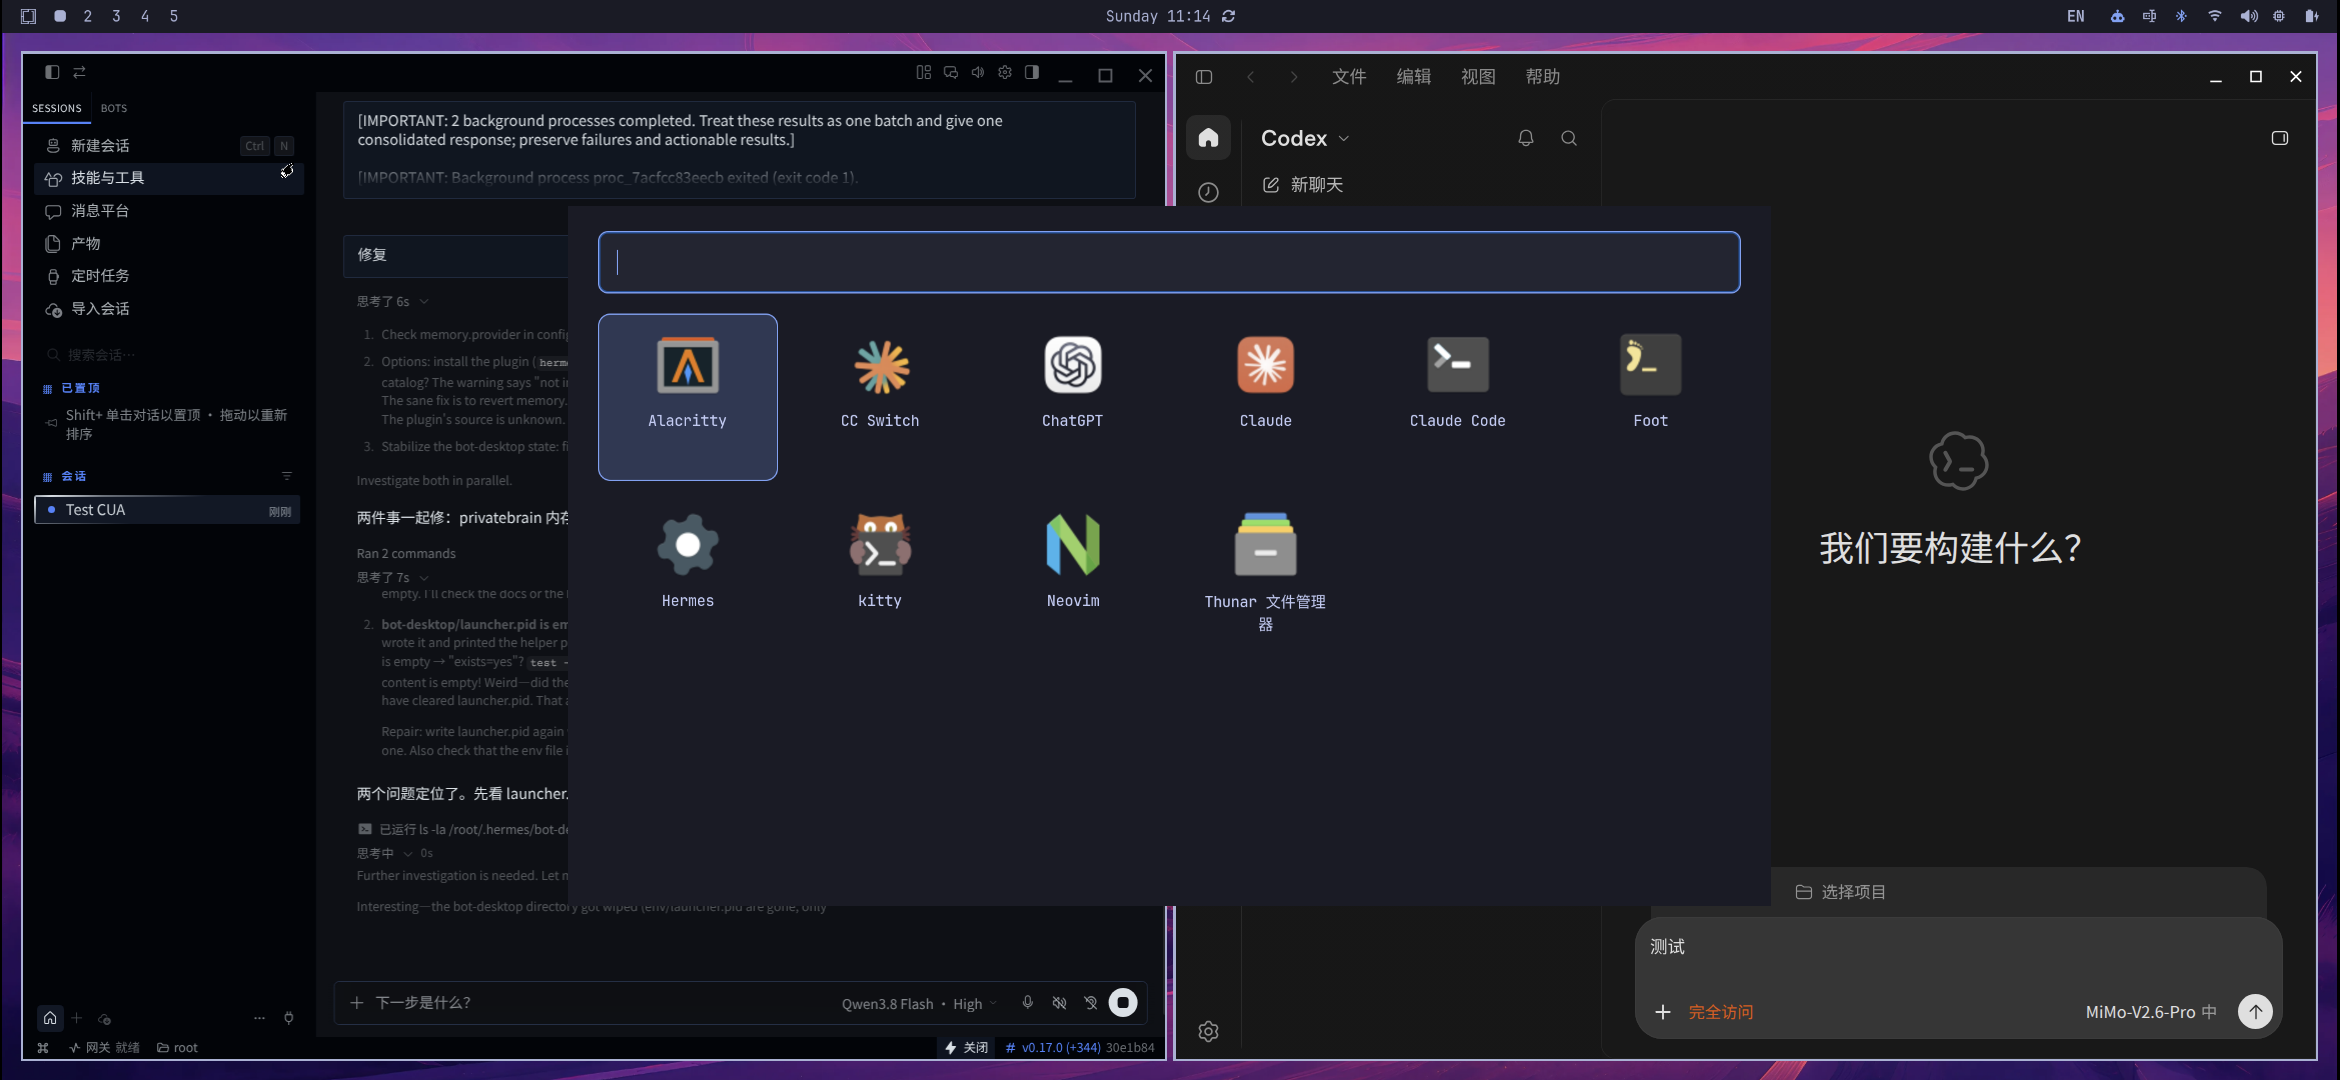 2 3 4 5
Sunday 11:14
EN
SESSIONS BOTS
新建会话 Ctrl N
技能与工具
消息平台
产物
定时任务
导入会话
搜索会话…
已置顶
Shift+ 单击对话以置顶 • 拖动以重新
排序
会话
Test CUA 刚刚
网关 就绪 root
[IMPORTANT: 2 background processes completed. Treat these results as one batch and give one
consolidated response; preserve failures and actionable results.]
[IMPORTANT: Background process proc_7acfcc83eecb exited (exit code 1).
修复
思考了 6s
1. Check memory.provider in config
2. Options: install the plugin (herm
catalog? The warning says "not i
The sane fix is to revert memory.
The plugin's source is unknown.
3. Stabilize the bot-desktop state: fi
Investigate both in parallel.
两件事一起修：privatebrain 内存
Ran 2 commands
思考了 7s
empty. I'll check the docs or the
2. bot-desktop/launcher.pid is em
wrote it and printed the helper p
is empty → "exists=yes"? test -
content is empty! Weird—did the
have cleared launcher.pid. That a
Repair: write launcher.pid again
one. Also check that the env file i
两个问题定位了。先看 launcher.
已运行 ls -la /root/.hermes/bot-de
思考中 0s
Further investigation is needed. Let m
Interesting—the bot-desktop directory got wiped (env/launcher.pid are gone, only
下一步是什么？
Qwen3.8 Flash • High
关闭 # v0.17.0 (+344) 30e1b84
Alacritty
CC Switch
ChatGPT
Claude
Claude Code
Foot
Hermes
kitty
Neovim
Thunar 文件管理
器
文件 编辑 视图 帮助
Codex
新聊天
我们要构建什么？
选择项目
测试
完全访问
MiMo-V2.6-Pro 中